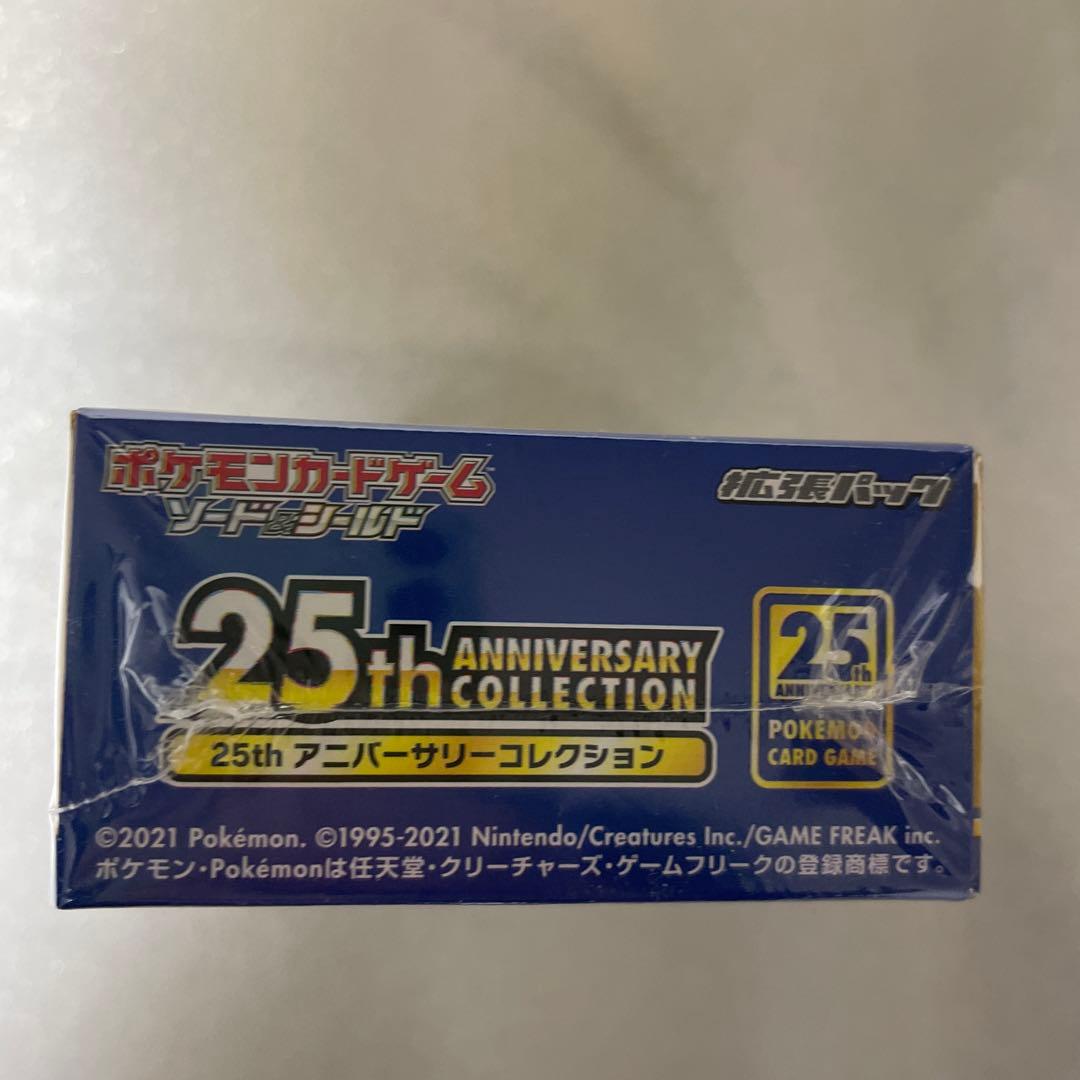 ポケモンカードゲーム
ソード&シールド
拡張パック
25th ANNIVERSARY COLLECTION
25th アニバーサリーコレクション
25th
ANNIVERSARY
POKÉMON
CARD GAME
©2021 Pokémon. ©1995-2021 Nintendo/Creatures Inc./GAME FREAK inc.
ポケモン・Pokémonは任天堂・クリーチャーズ・ゲームフリークの登録商標です。